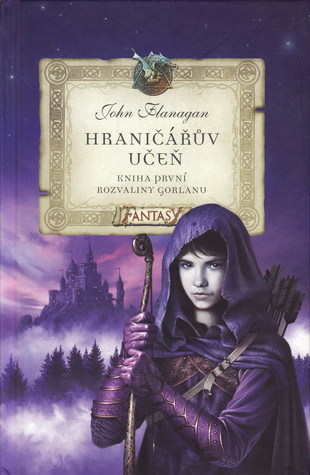 John Flanagan
HRANIČÁŘŮV
UČEŇ
KNIHA PRVNÍ
ROZVALINY GORLANU
FANTASY